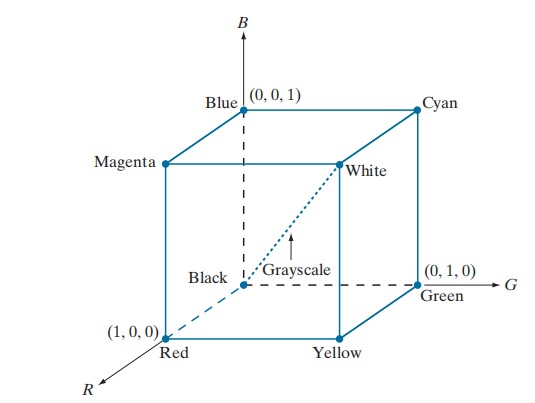 B
Blue (0, 0, 1)
Cyan
Magenta
White
Black
Grayscale
(0, 1, 0)
G
Green
(1, 0, 0)
Red
Yellow
R